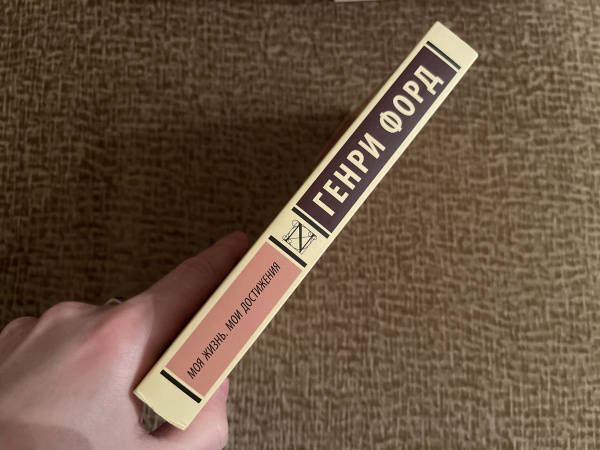 ГЕНРИ ФОРД
N
МОЯ ЖИЗНЬ. МОИ ДОСТИЖЕНИЯ